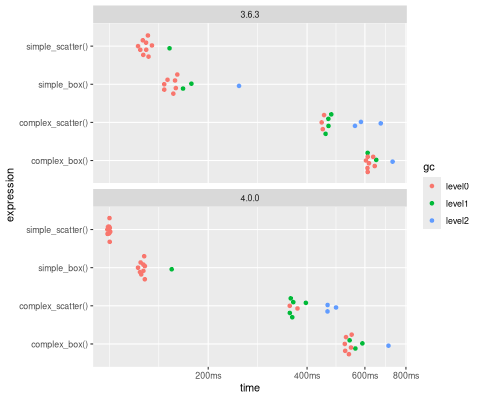 3.6.3
simple_scatter()
simple_box()
complex_scatter()
complex_box()
4.0.0
simple_scatter()
simple_box()
complex_scatter()
complex_box()
200ms 400ms 600ms 800ms
time
expression
gc
level0
level1
level2